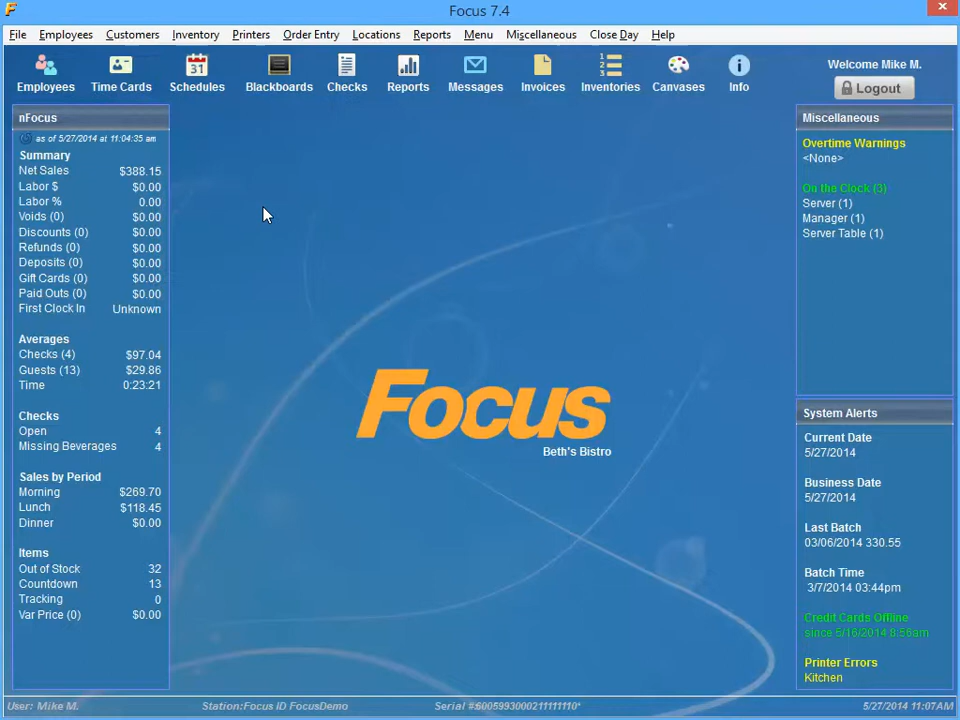 Focus 7.4
File Employees Customers Inventory Printers Order Entry Locations Reports Menu Miscellaneous Close Day Help
Employees Time Cards Schedules Blackboards Checks Reports Messages Invoices Inventories Canvases Info
Welcome Mike M.
Logout
nFocus
as of 5/27/2014 at 11:04:35 am
Summary
Net Sales $388.15
Labor $ $0.00
Labor % 0.00
Voids (0) $0.00
Discounts (0) $0.00
Refunds (0) $0.00
Deposits (0) $0.00
Gift Cards (0) $0.00
Paid Outs (0) $0.00
First Clock In Unknown
Averages
Checks (4) $97.04
Guests (13) $29.86
Time 0:23:21
Checks
Open 4
Missing Beverages 4
Sales by Period
Morning $269.70
Lunch $118.45
Dinner $0.00
Items
Out of Stock 32
Countdown 13
Tracking 0
Var Price (0) $0.00
Focus
Beth's Bistro
Miscellaneous
Overtime Warnings
<None>
On the Clock (3)
Server (1)
Manager (1)
Server Table (1)
System Alerts
Current Date
5/27/2014
Business Date
5/27/2014
Last Batch
03/06/2014 330.55
Batch Time
3/7/2014 03:44pm
Credit Cards Offline
since 5/16/2014 8:56am
Printer Errors
Kitchen
User: Mike M. Station:Focus ID FocusDemo Serial #:6005993000211111110* 5/27/2014 11:07AM